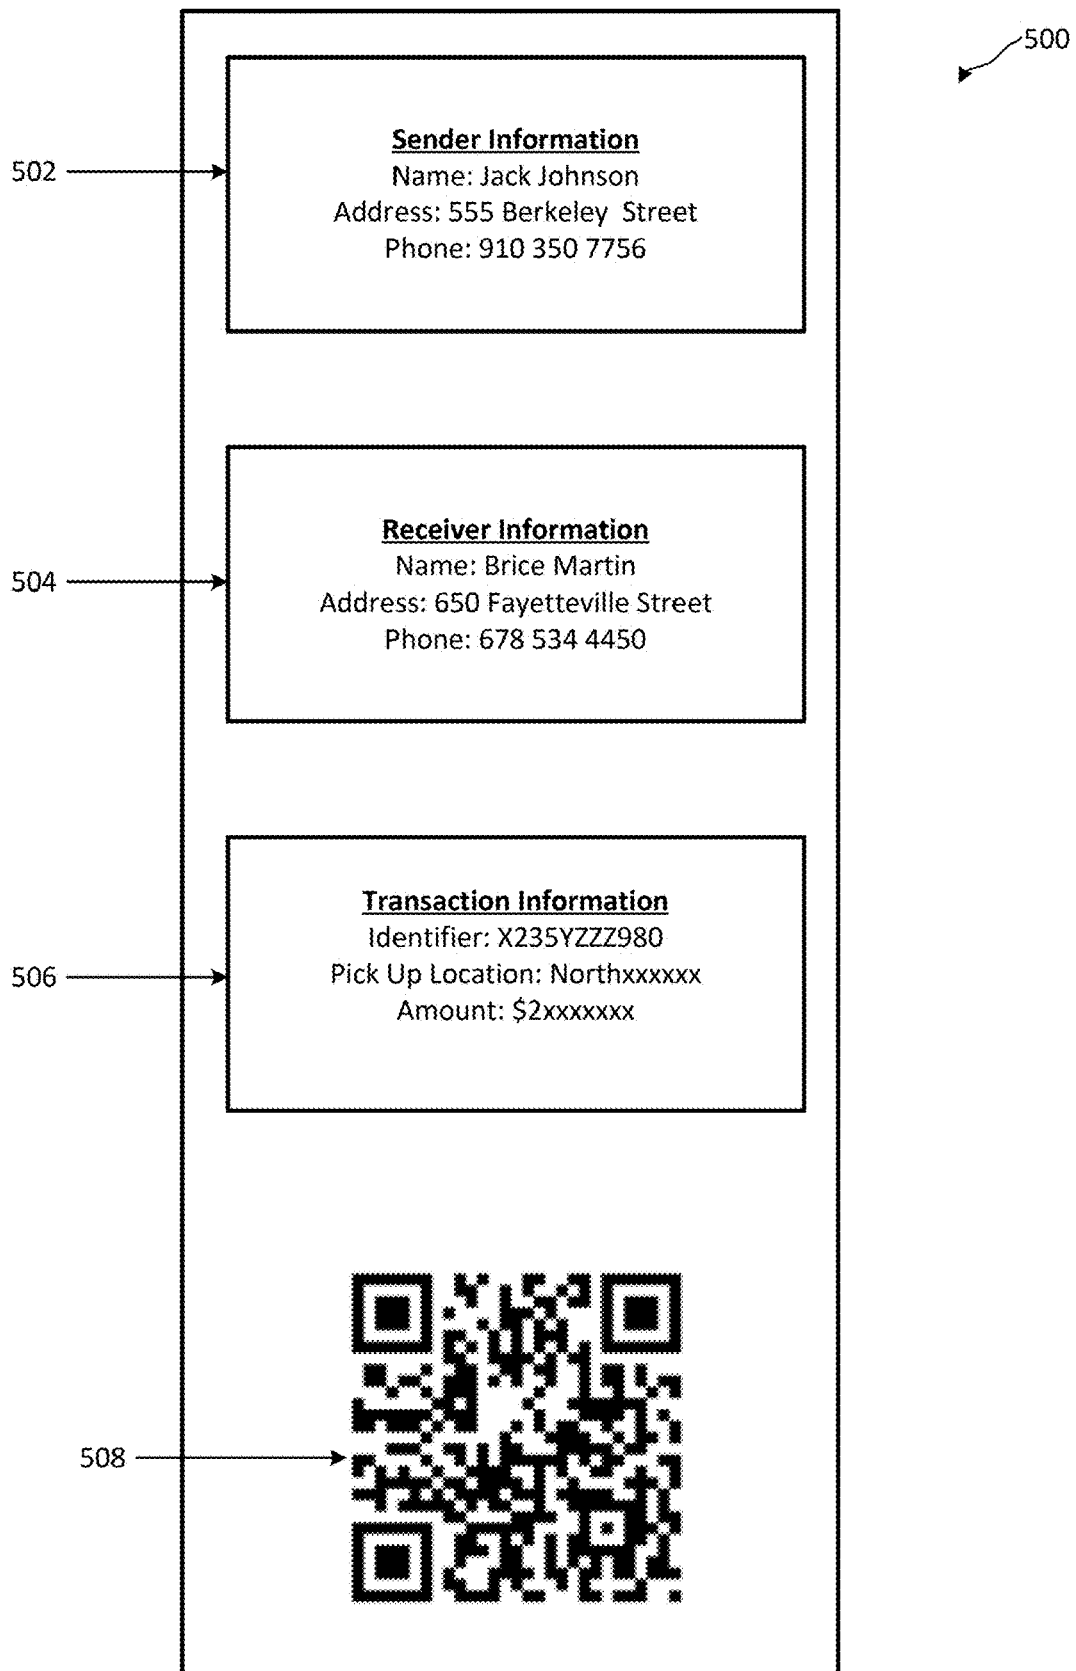 500
502
Sender Information
Name: Jack Johnson
Address: 555 Berkeley Street
Phone: 910 350 7756
504
Receiver Information
Name: Brice Martin
Address: 650 Fayetteville Street
Phone: 678 534 4450
506
Transaction Information
Identifier: X235YZZZ980
Pick Up Location: Northxxxxxx
Amount: $2xxxxxxx
508